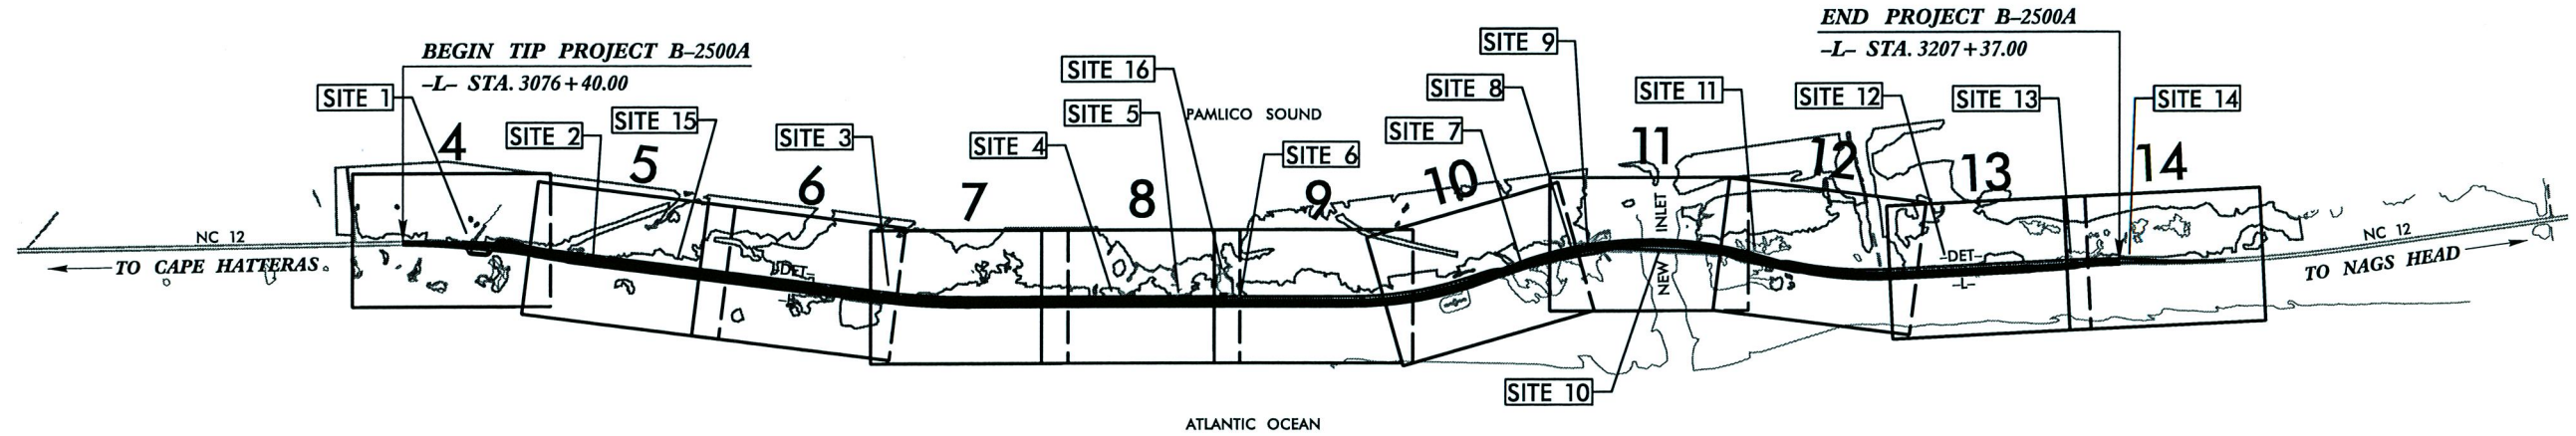 BEGIN TIP PROJECT B–2500A
–L– STA. 3076+40.00
END PROJECT B–2500A
–L– STA. 3207+37.00
SITE 1
SITE 2
SITE 15
SITE 3
SITE 16
SITE 5
SITE 4
PAMLICO SOUND
SITE 6
SITE 7
SITE 8
SITE 9
SITE 11
SITE 12
SITE 13
SITE 14
4
5
6
7
8
9
10
11
12
13
14
NC 12
TO CAPE HATTERAS
–DET–
NEW INLET
–DET–
–L–
NC 12
TO NAGS HEAD
SITE 10
ATLANTIC OCEAN